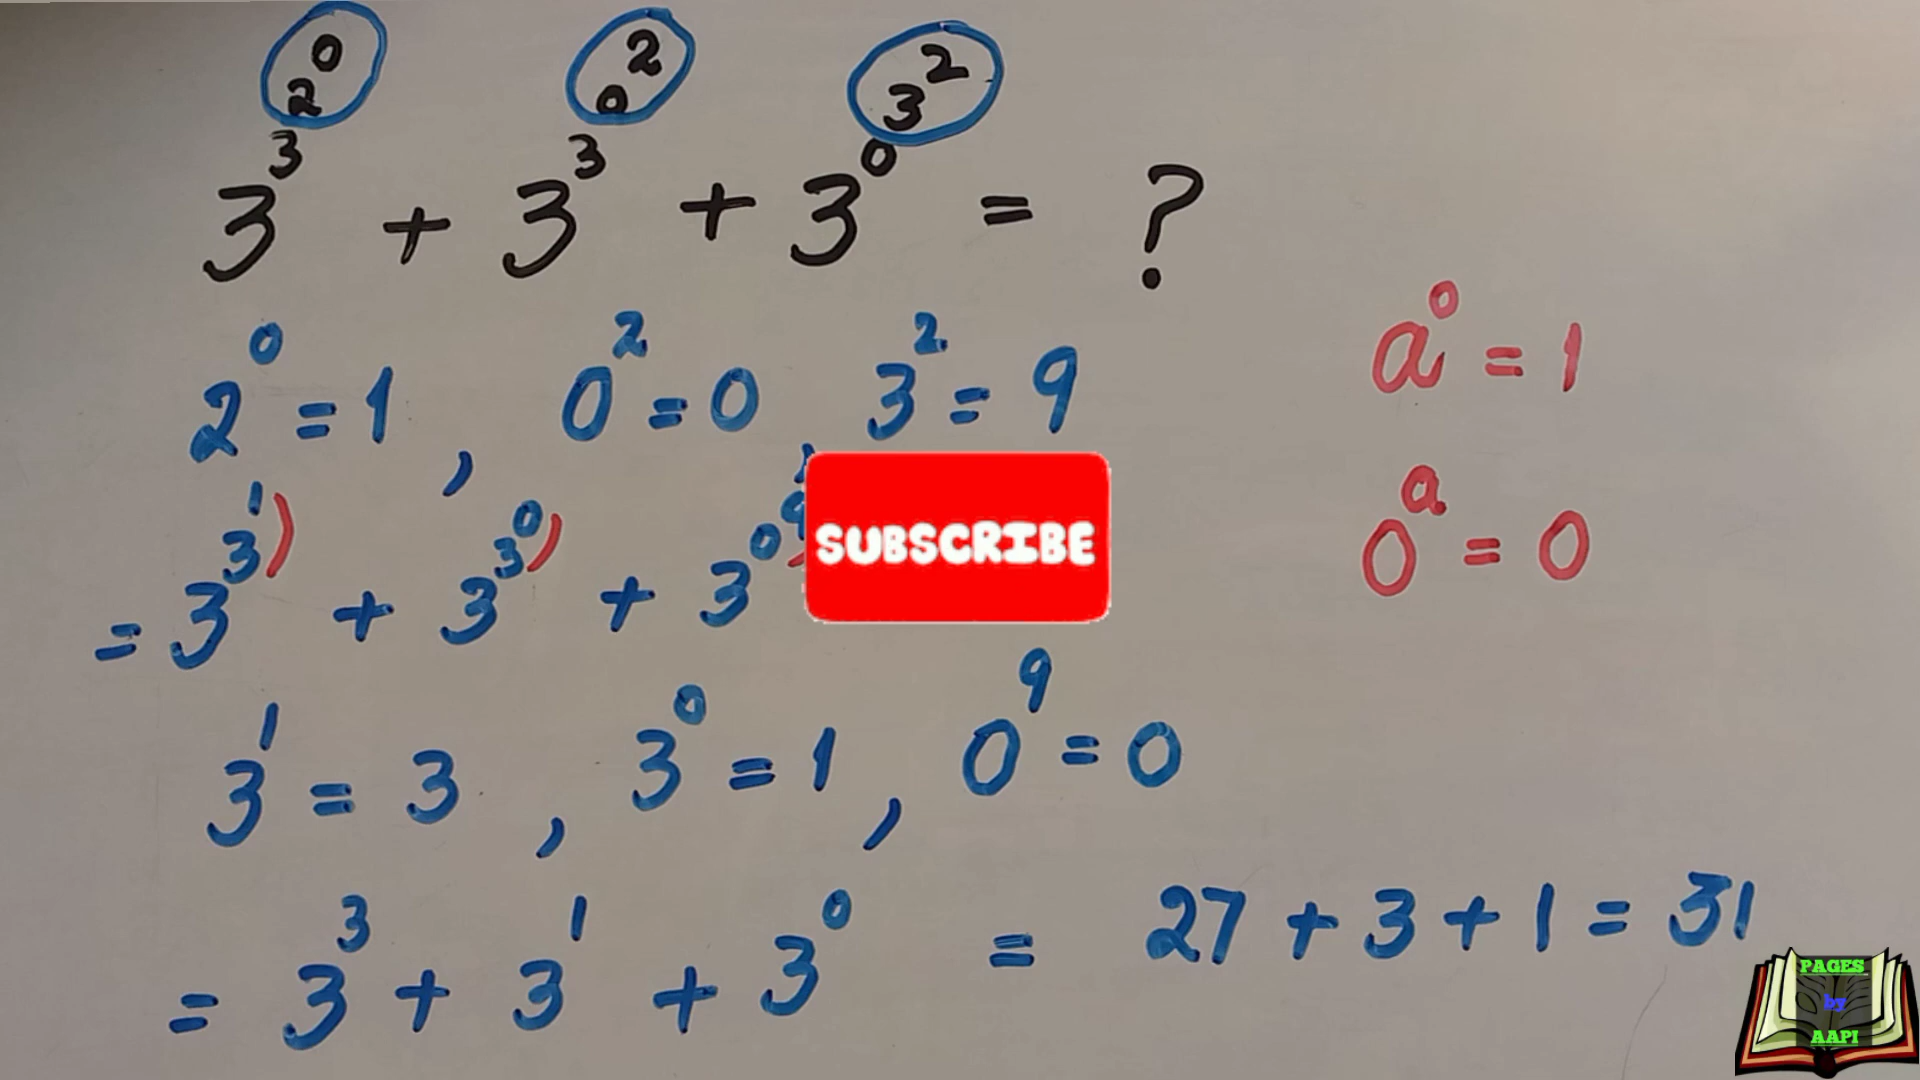 3^3^2^0 + 3^3^0^2 + 3^0^3^2 = ?
2^0 = 1 , 0^2 = 0 3^2 = 9
a^0 = 1
= 3^3^1) + 3^3^0) + 3^0^9
SUBSCRIBE
0^a = 0
3^1 = 3 , 3^0 = 1 , 0^9 = 0
= 3^3 + 3^1 + 3^0 = 27 + 3 + 1 = 31
PAGES
by
AAPI